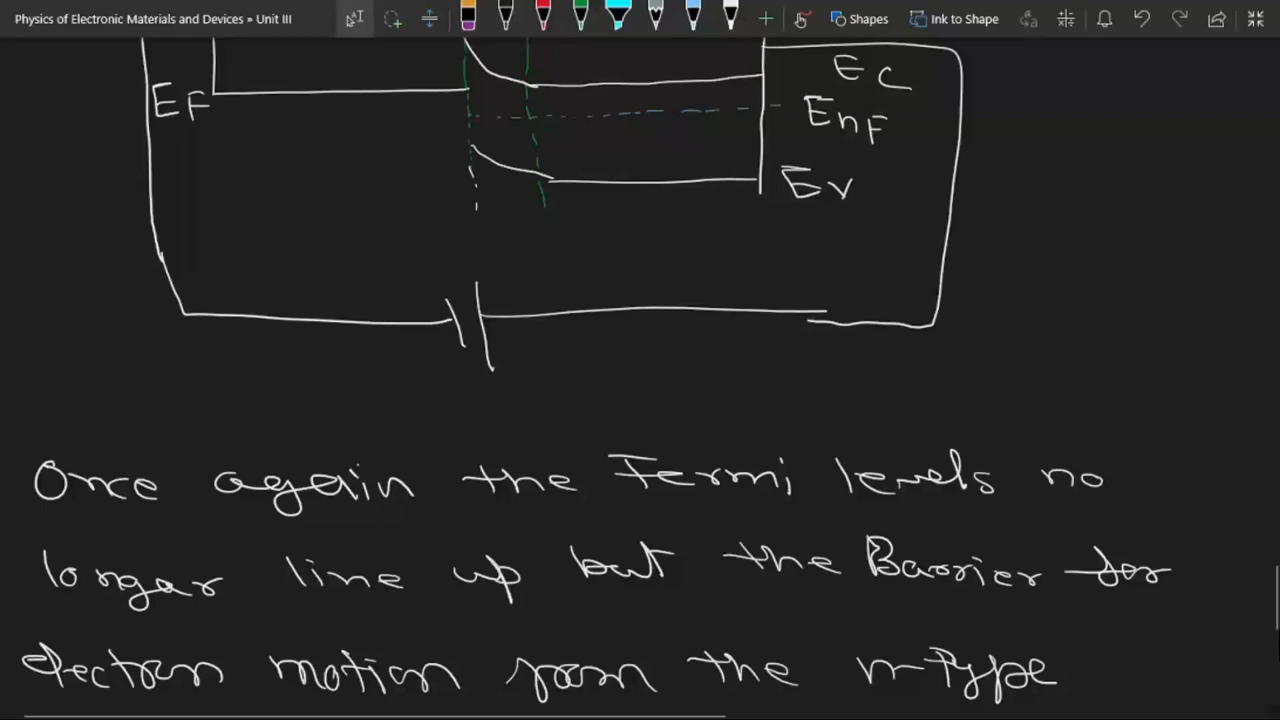 Physics of Electronic Materials and Devices » Unit III
Shapes
Ink to Shape
EC
EF
EnF
Ev
Once again the Fermi levels no
longar line up but the Barrier for
electron motion from the n-Type